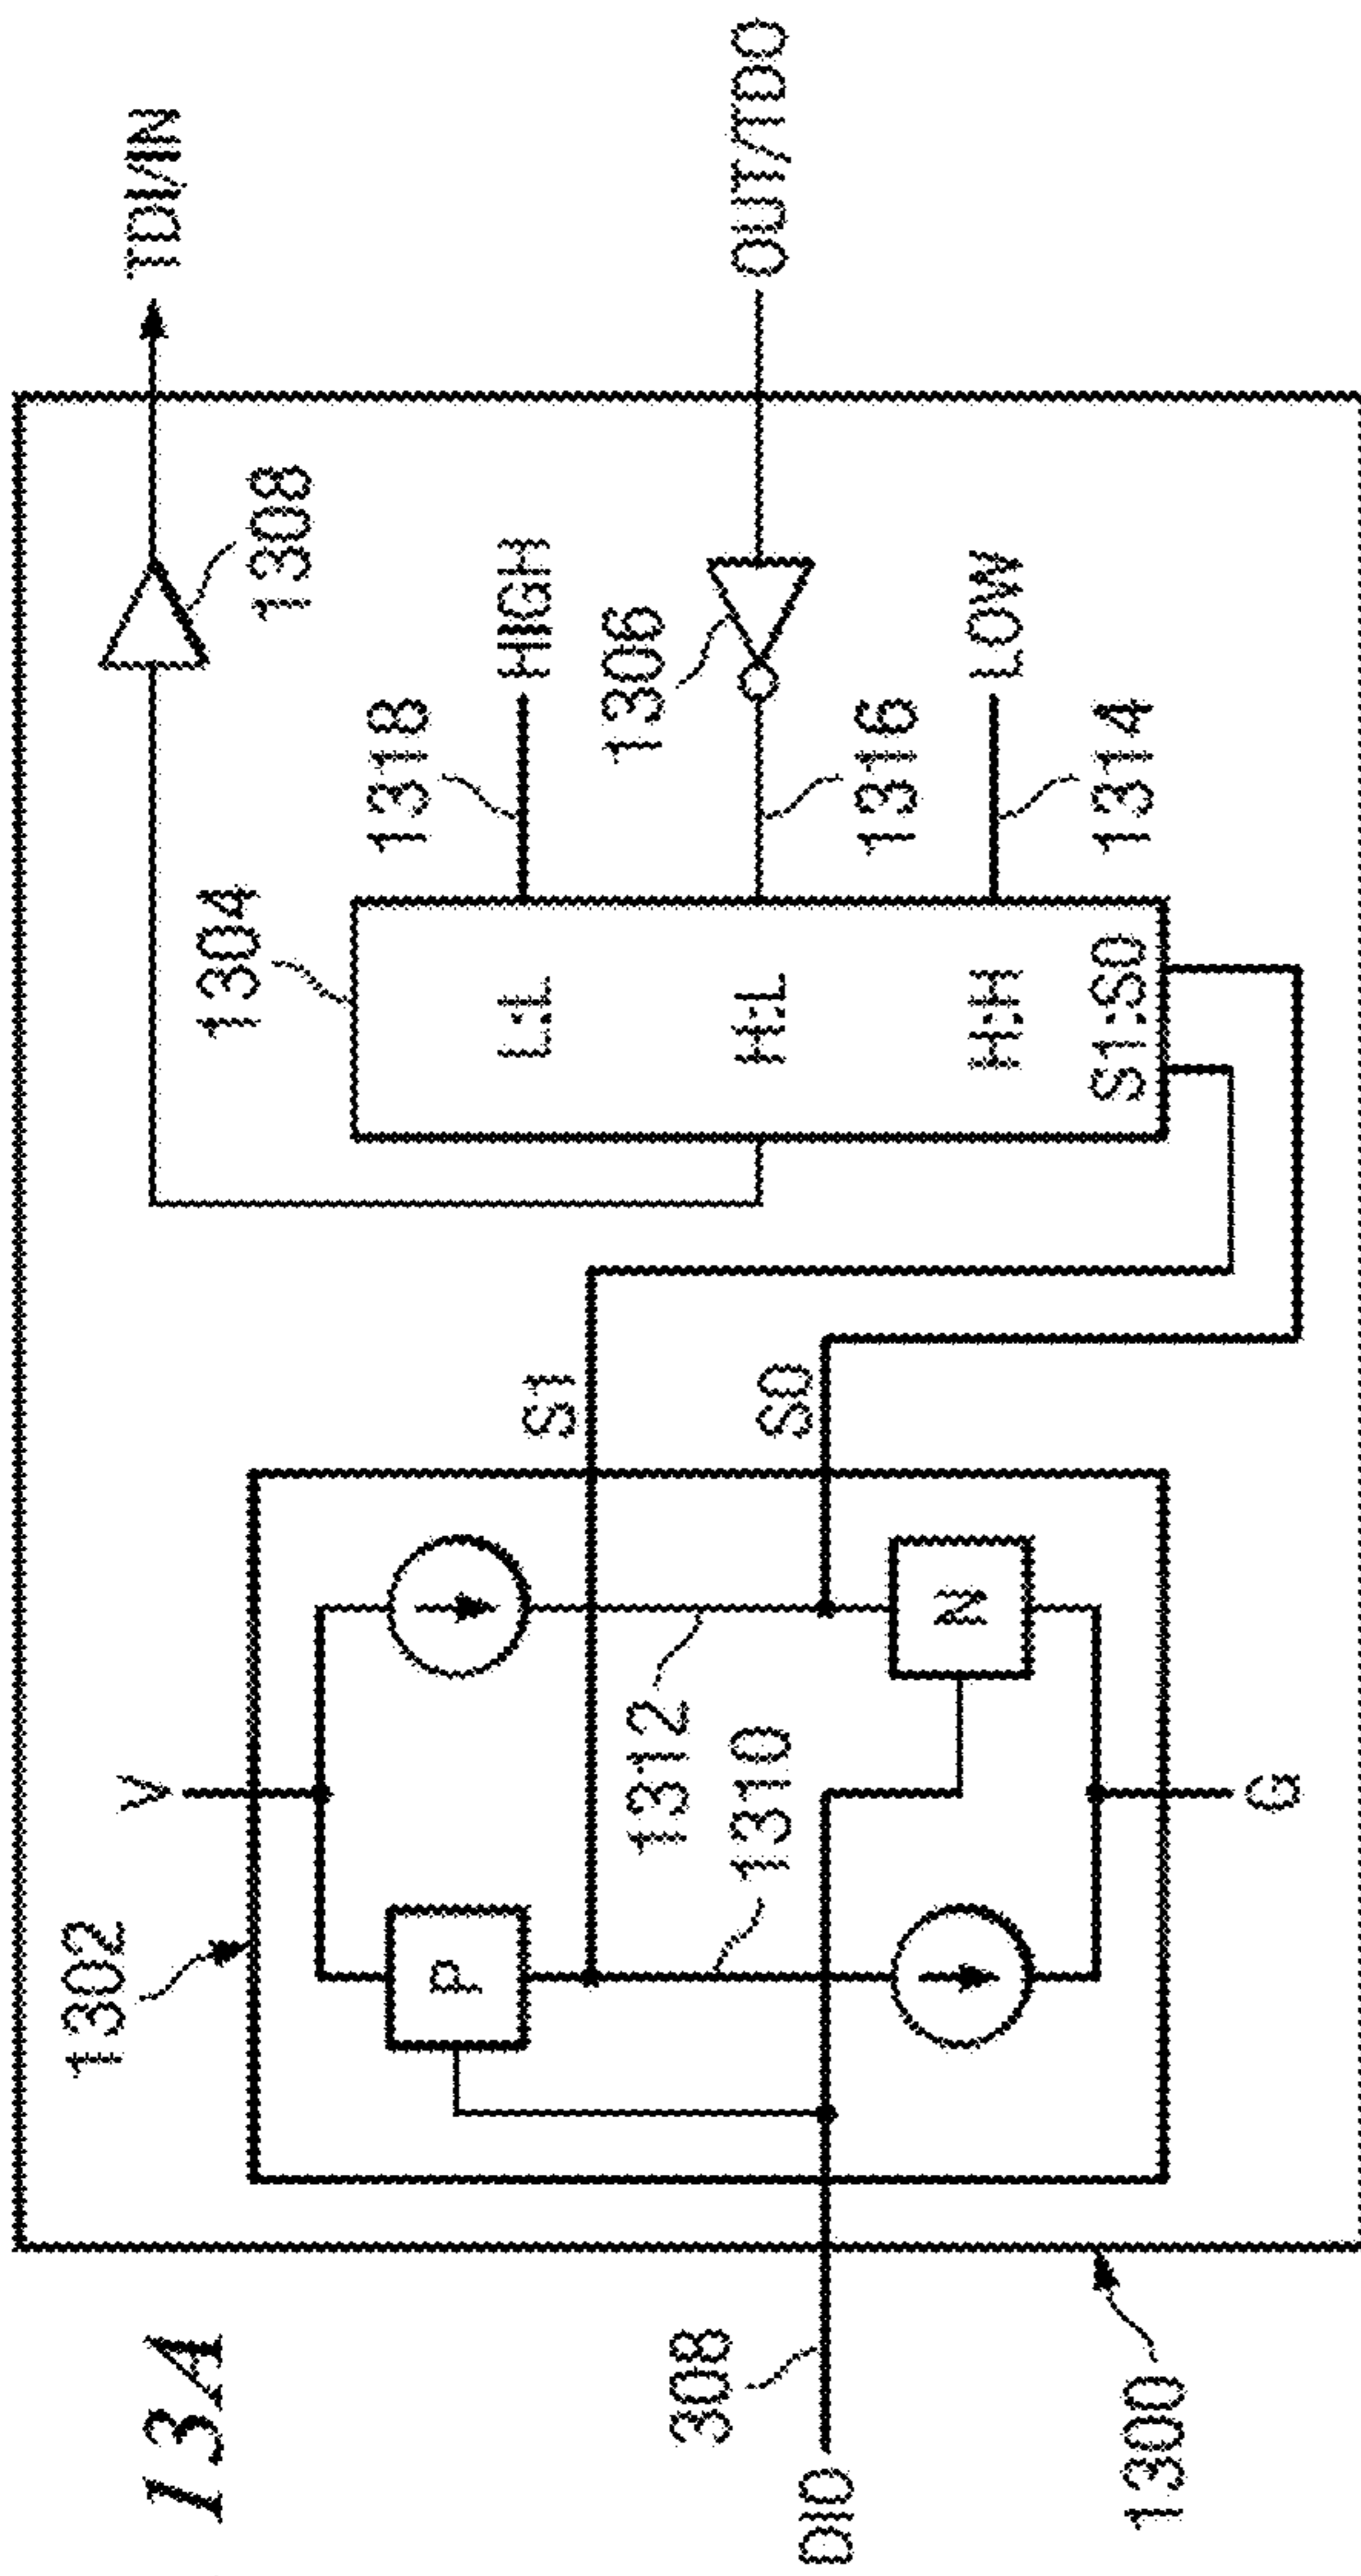 13A
1302
V
1304
1308
TDI/IN
1318
HIGH
P
S1
L:L
1306
1312
1310
308
DIO
S0
H:L
1316
OUT/TDO
N
H:H
LOW
1314
S1:S0
1300
G